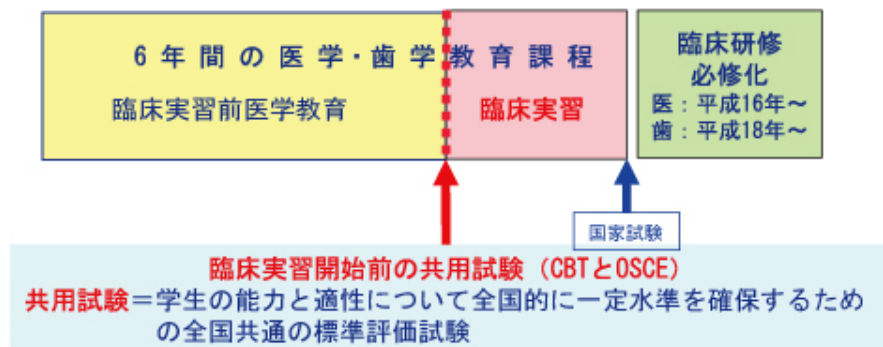 6年間の医学・歯学教育課程
臨床実習前医学教育
臨床実習
臨床研修
必修化
医：平成16年～
歯：平成18年～
国家試験
臨床実習開始前の共用試験（CBTとOSCE）
共用試験＝学生の能力と適性について全国的に一定水準を確保するため
の全国共通の標準評価試験